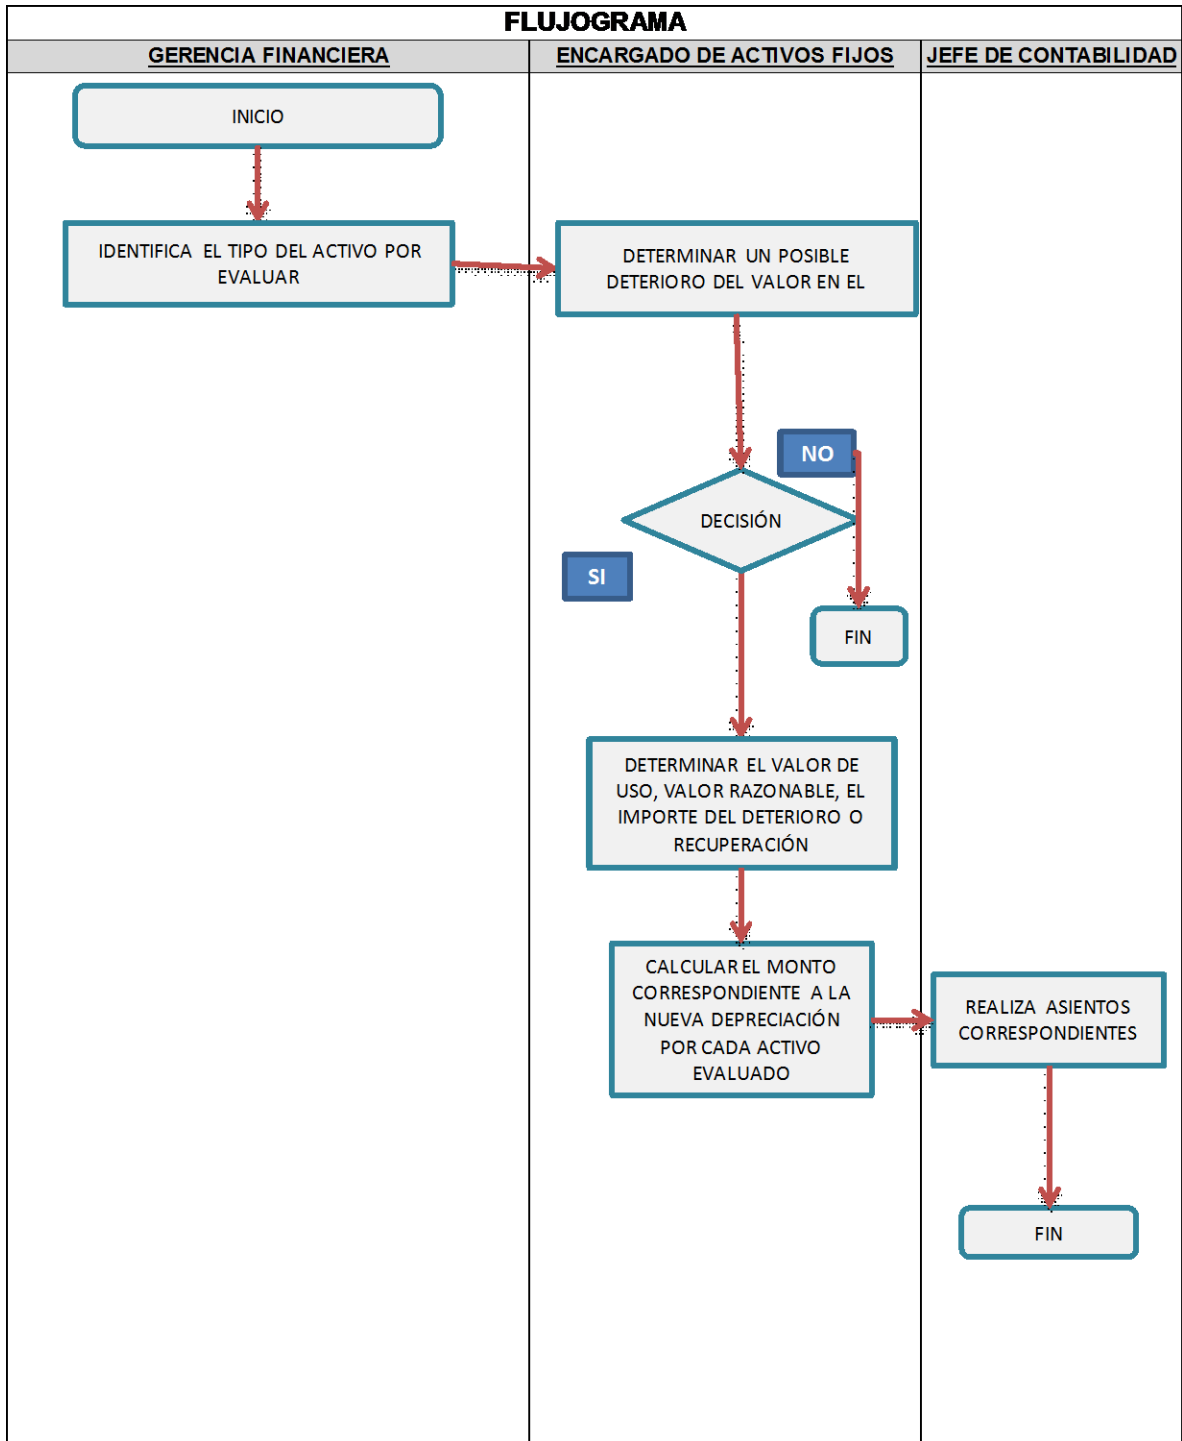 FLUJOGRAMA
GERENCIA FINANCIERA
ENCARGADO DE ACTIVOS FIJOS
JEFE DE CONTABILIDAD
INICIO
IDENTIFICA EL TIPO DEL ACTIVO POR
EVALUAR
DETERMINAR UN POSIBLE
DETERIORO DEL VALOR EN EL
NO
DECISIÓN
SI
FIN
DETERMINAR EL VALOR DE
USO, VALOR RAZONABLE, EL
IMPORTE DEL DETERIORO O
RECUPERACIÓN
CALCULAR EL MONTO
CORRESPONDIENTE A LA
NUEVA DEPRECIACIÓN
POR CADA ACTIVO
EVALUADO
REALIZA ASIENTOS
CORRESPONDIENTES
FIN